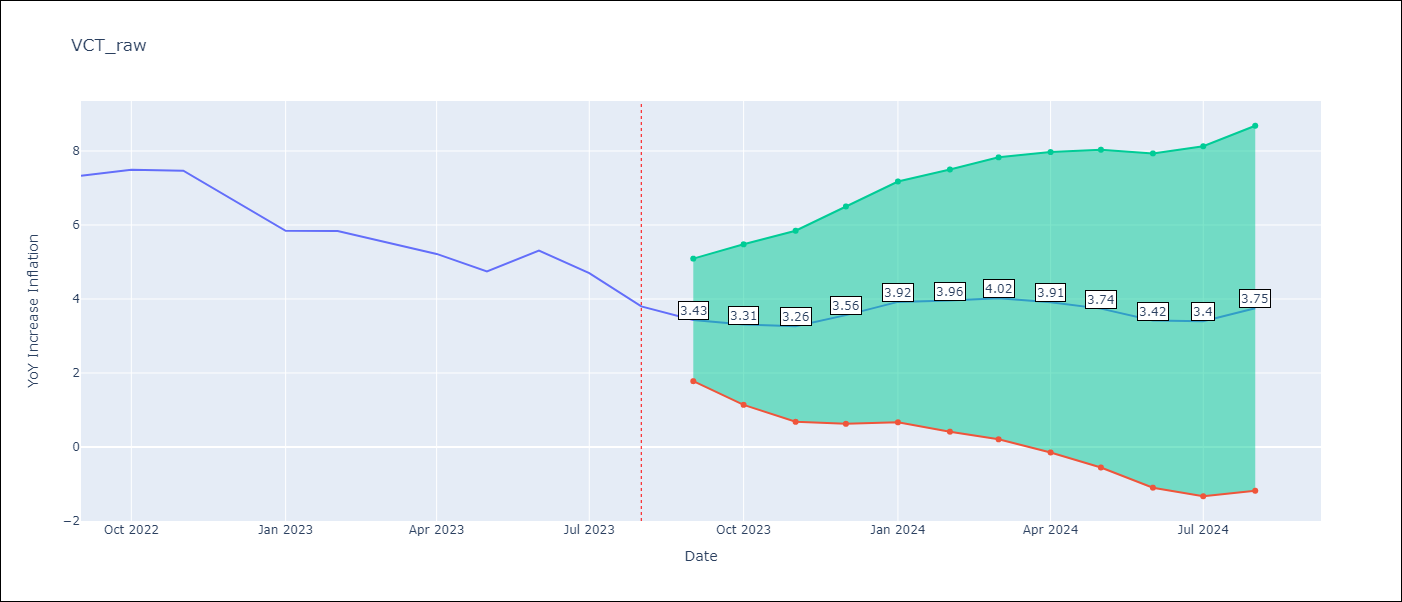 VCT_raw
YoY Increase Inflation
8
6
4
2
0
−2
3.43
3.31
3.26
3.56
3.92
3.96
4.02
3.91
3.74
3.42
3.4
3.75
Oct 2022
Jan 2023
Apr 2023
Jul 2023
Oct 2023
Jan 2024
Apr 2024
Jul 2024
Date